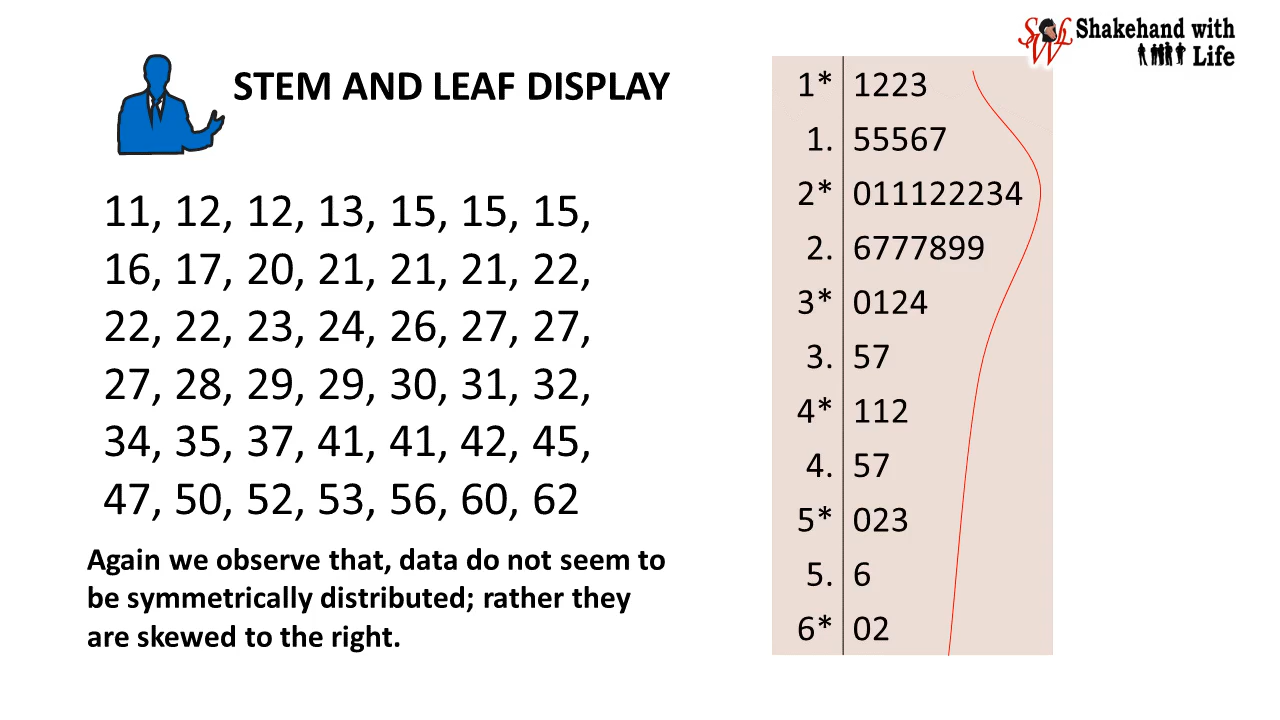 Shakehand with
Life
STEM AND LEAF DISPLAY
11, 12, 12, 13, 15, 15, 15,
16, 17, 20, 21, 21, 21, 22,
22, 22, 23, 24, 26, 27, 27,
27, 28, 29, 29, 30, 31, 32,
34, 35, 37, 41, 41, 42, 45,
47, 50, 52, 53, 56, 60, 62
Again we observe that, data do not seem to
be symmetrically distributed; rather they
are skewed to the right.
1* 1223
1. 55567
2* 011122234
2. 6777899
3* 0124
3. 57
4* 112
4. 57
5* 023
5. 6
6* 02